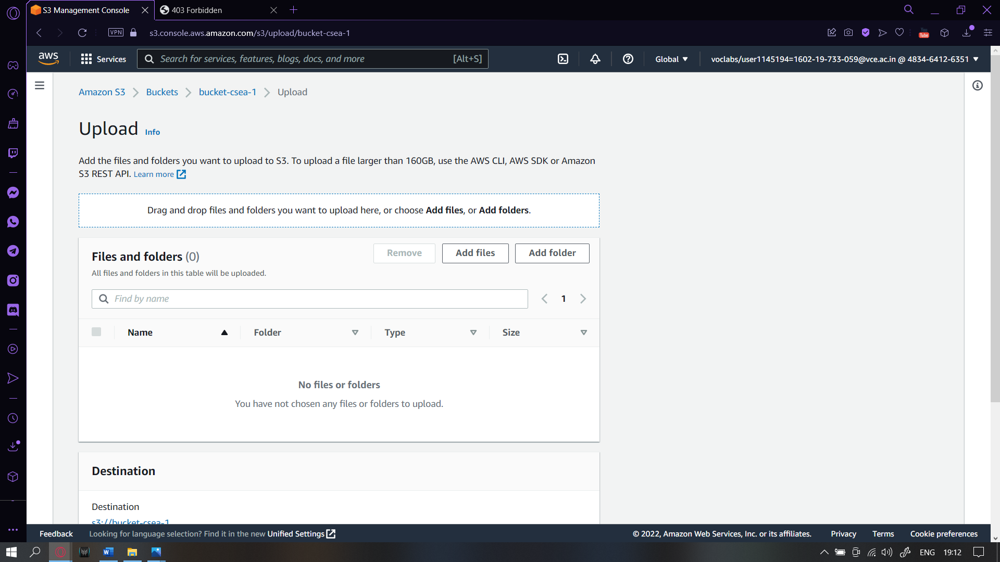 S3 Management Console
403 Forbidden
VPN
s3.console.aws.amazon.com/s3/upload/bucket-csea-1
You Tube
aws
Services
Search for services, features, blogs, docs, and more
[Alt+S]
Global
voclabs/user1145194=1602-19-733-059@vce.ac.in @ 4834-6412-6351
Amazon S3
Buckets
bucket-csea-1
Upload
Upload
Info
Add the files and folders you want to upload to S3. To upload a file larger than 160GB, use the AWS CLI, AWS SDK or Amazon
S3 REST API. Learn more
Drag and drop files and folders you want to upload here, or choose Add files, or Add folders.
Files and folders (0)
Remove
Add files
Add folder
All files and folders in this table will be uploaded.
Find by name
1
Name
Folder
Type
Size
No files or folders
You have not chosen any files or folders to upload.
Destination
Destination
s3://bucket-csea-1
Feedback
Looking for language selection? Find it in the new Unified Settings
© 2022, Amazon Web Services, Inc. or its affiliates.
Privacy
Terms
Cookie preferences
W
ENG
19:12